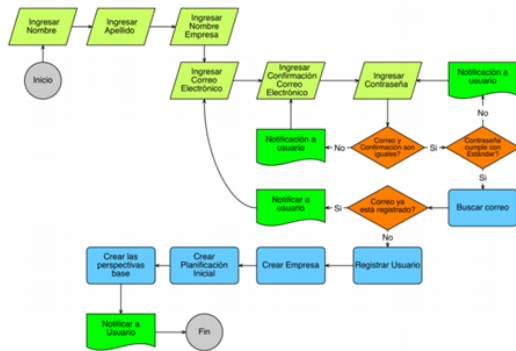 Ingresar
Nombre
Ingresar
Apellido
Ingresar
Nombre
Empresa
Inicio
Ingresar
Correo
Electrónico
Ingresar
Confirmación
Correo
Electrónico
Ingresar
Contraseña
Notificación a
usuario
Notificación a
usuario
No
Correo y
Confirmación son
iguales?
Si
Contraseña
cumple con
Estándar?
No
Si
Notificar a
usuario
Si
Correo ya
está registrado?
Buscar correo
No
Crear las
perspectivas
base
Crear
Planificación
Inicial
Crear Empresa
Registrar Usuario
Notificar a
Usuario
Fin